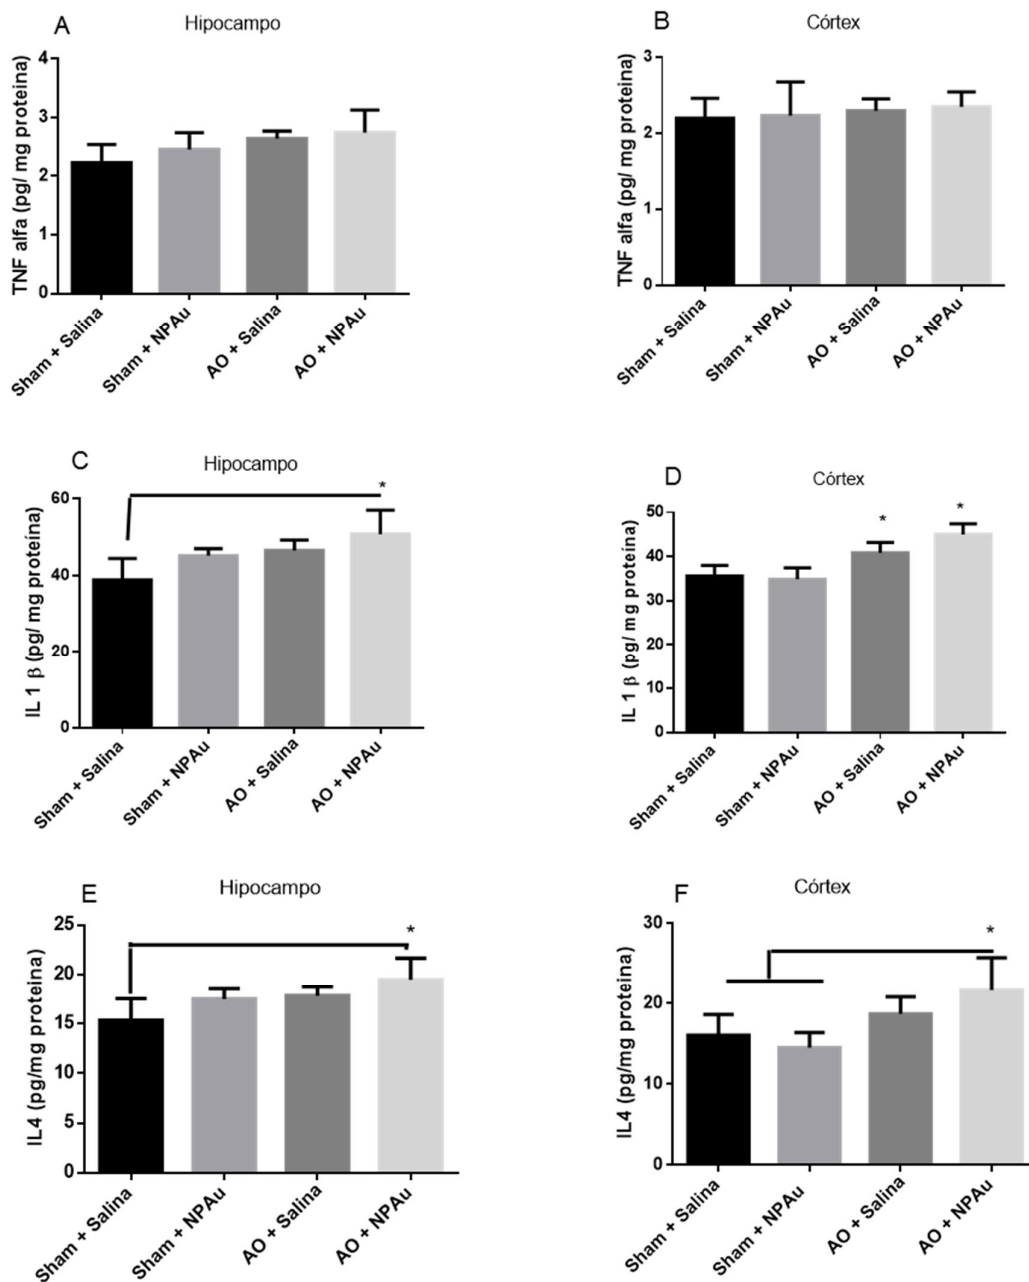 A
Hipocampo
TNF alfa (pg/ mg proteina)
4
3
2
1
0
Sham + Salina
Sham + NPAu
AO + Salina
AO + NPAu
B
Córtex
TNF alfa (pg/ mg proteina)
3
2
1
0
Sham + Salina
Sham + NPAu
AO + Salina
AO + NPAu
C
Hipocampo
*
IL 1 β (pg/ mg proteína)
60
40
20
0
Sham + Salina
Sham + NPAu
AO + Salina
AO + NPAu
D
Córtex
* *
IL 1 β (pg/ mg proteína)
50
40
30
20
10
0
Sham + Salina
Sham + NPAu
AO + Salina
AO + NPAu
E
Hipocampo
*
IL4 (pg/mg proteína)
25
20
15
10
5
0
Sham + Salina
Sham + NPAu
AO + Salina
AO + NPAu
F
Córtex
*
IL4 (pg/mg proteína)
30
20
10
0
Sham + Salina
Sham + NPAu
AO + Salina
AO + NPAu